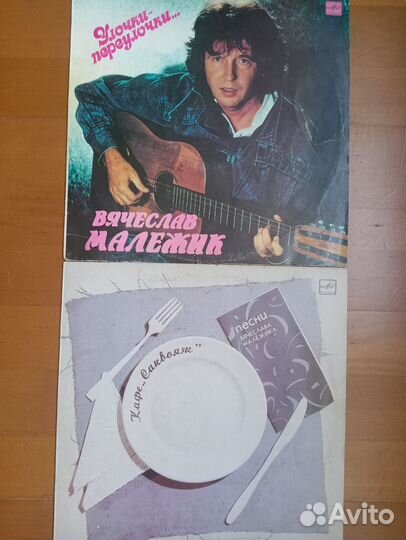 Улочки-
переулочки...
ВЯЧЕСЛАВ
МАЛЕЖИК
песни
ВЯЧЕСЛАВА
МАЛЕЖИКА
Кафе „Саквояж”
Avito